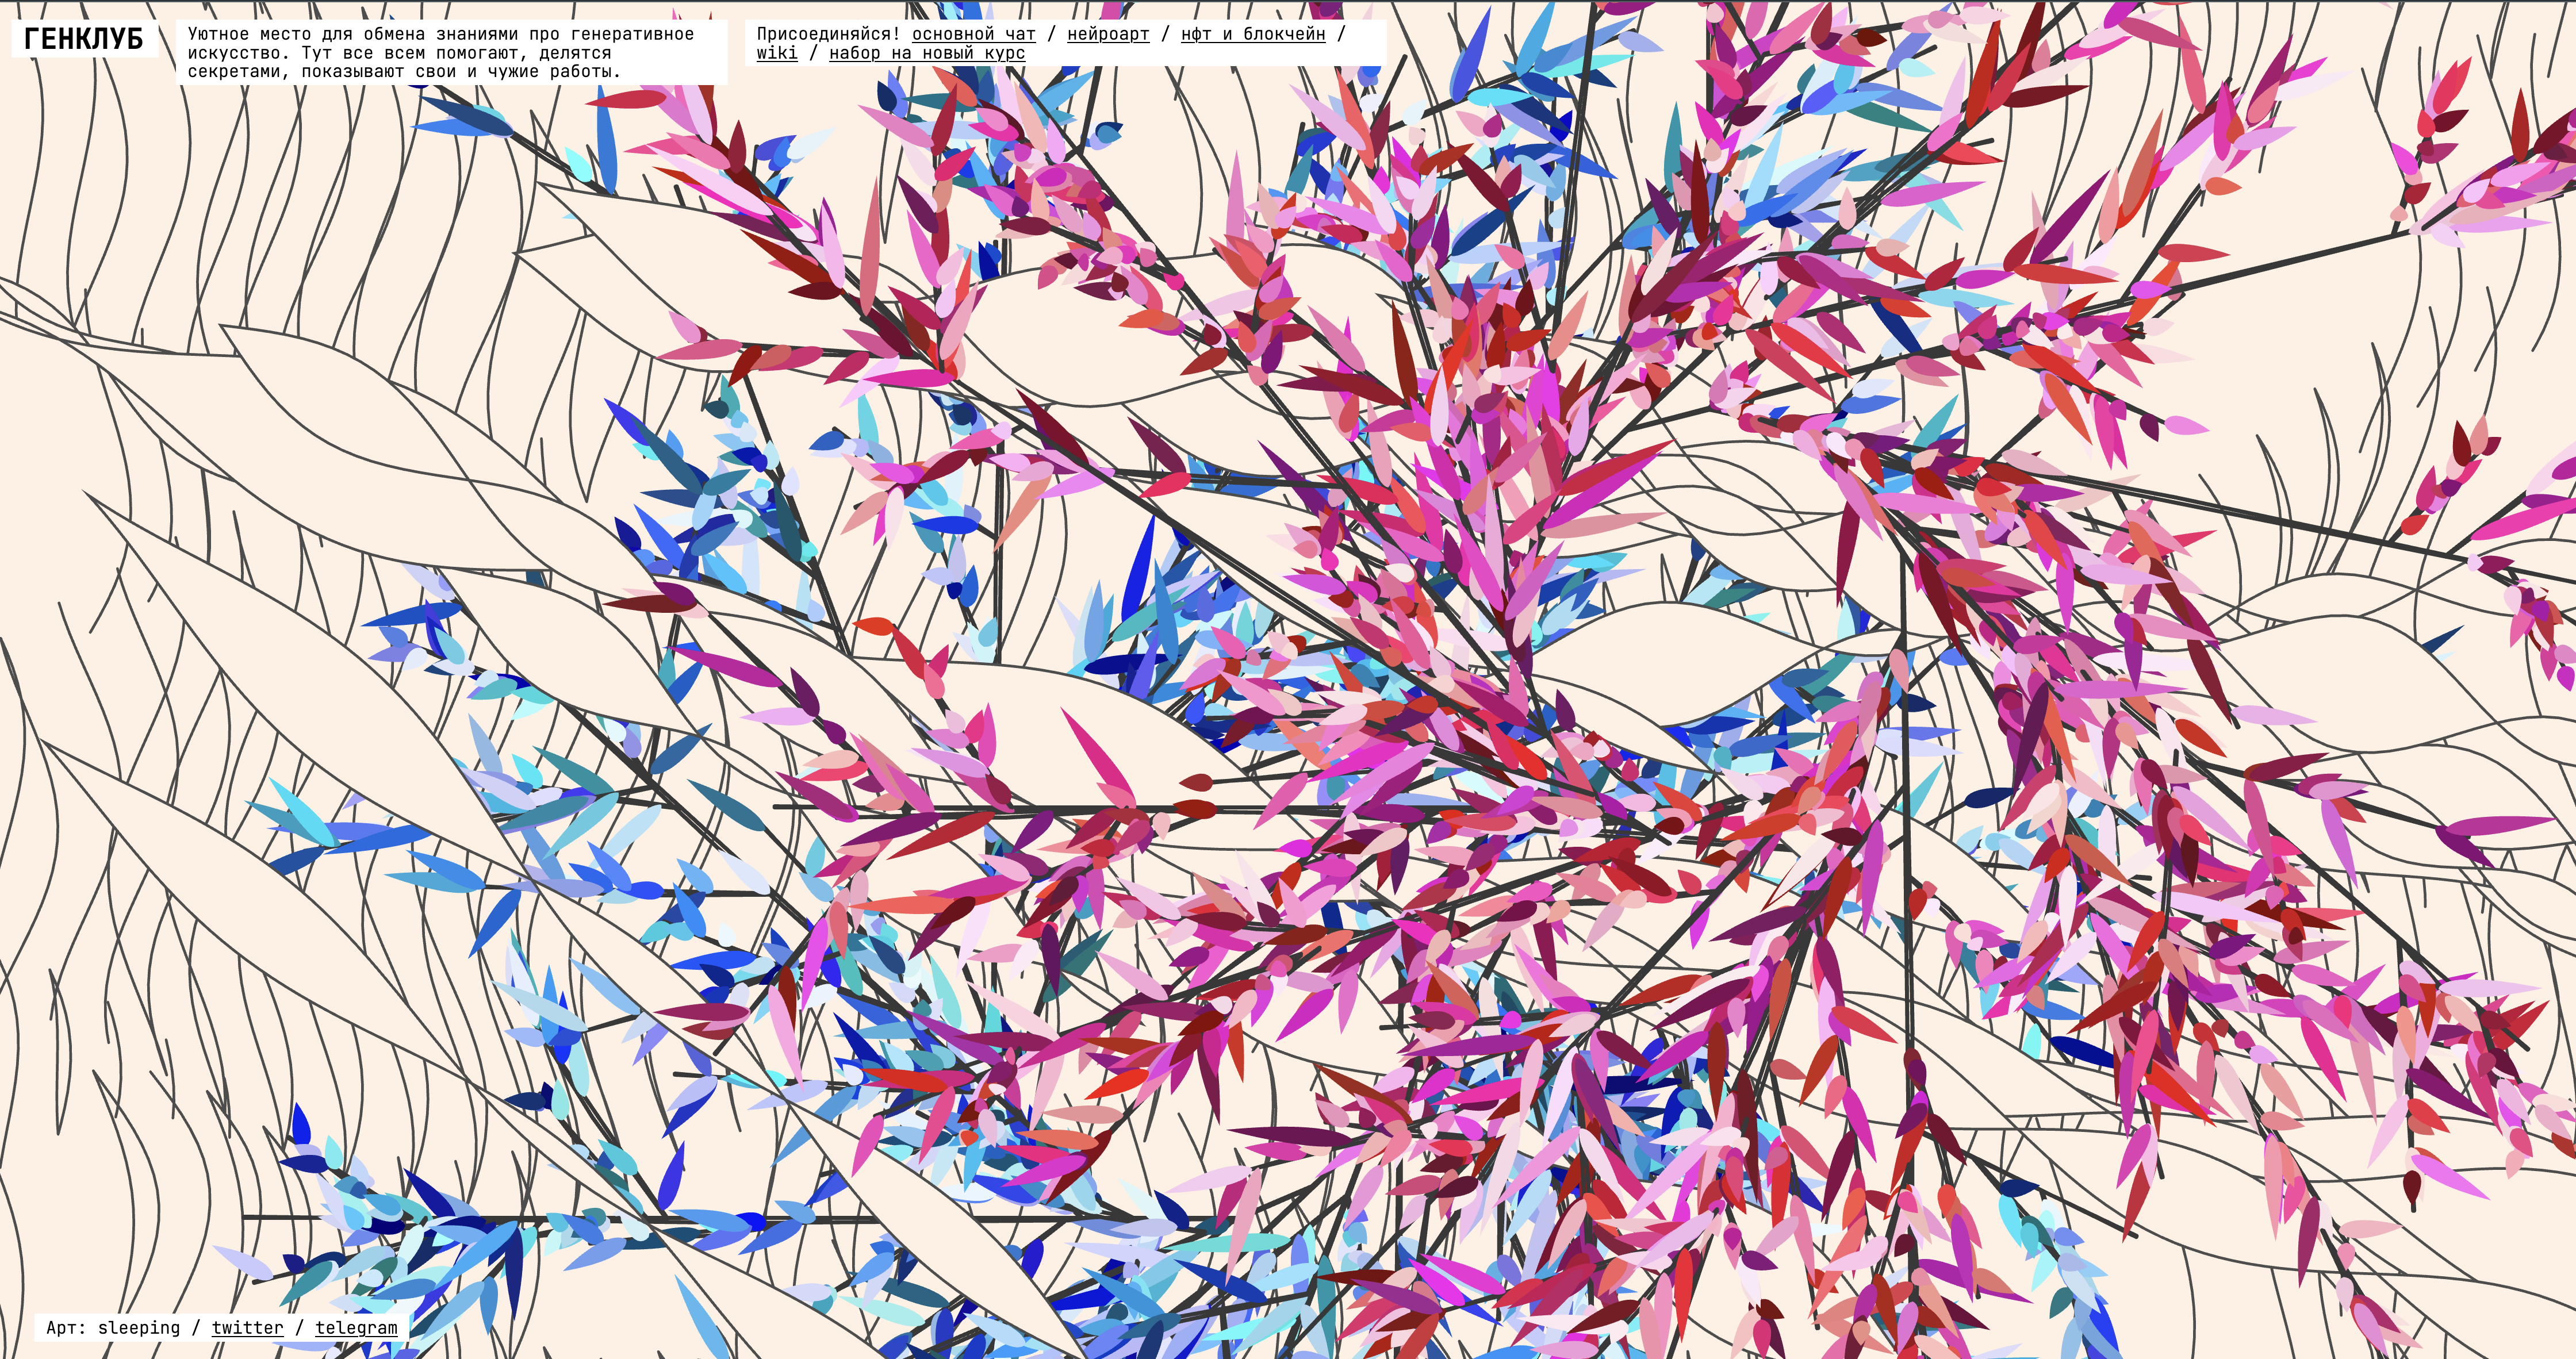 ГЕНКЛУБ
Уютное место для обмена знаниями про генеративное
искусство. Тут все всем помогают, делятся
секретами, показывают свои и чужие работы.
Присоединяйся! основной чат / нейроарт / нфт и блокчейн /
wiki / набор на новый курс
Арт: sleeping / twitter / telegram